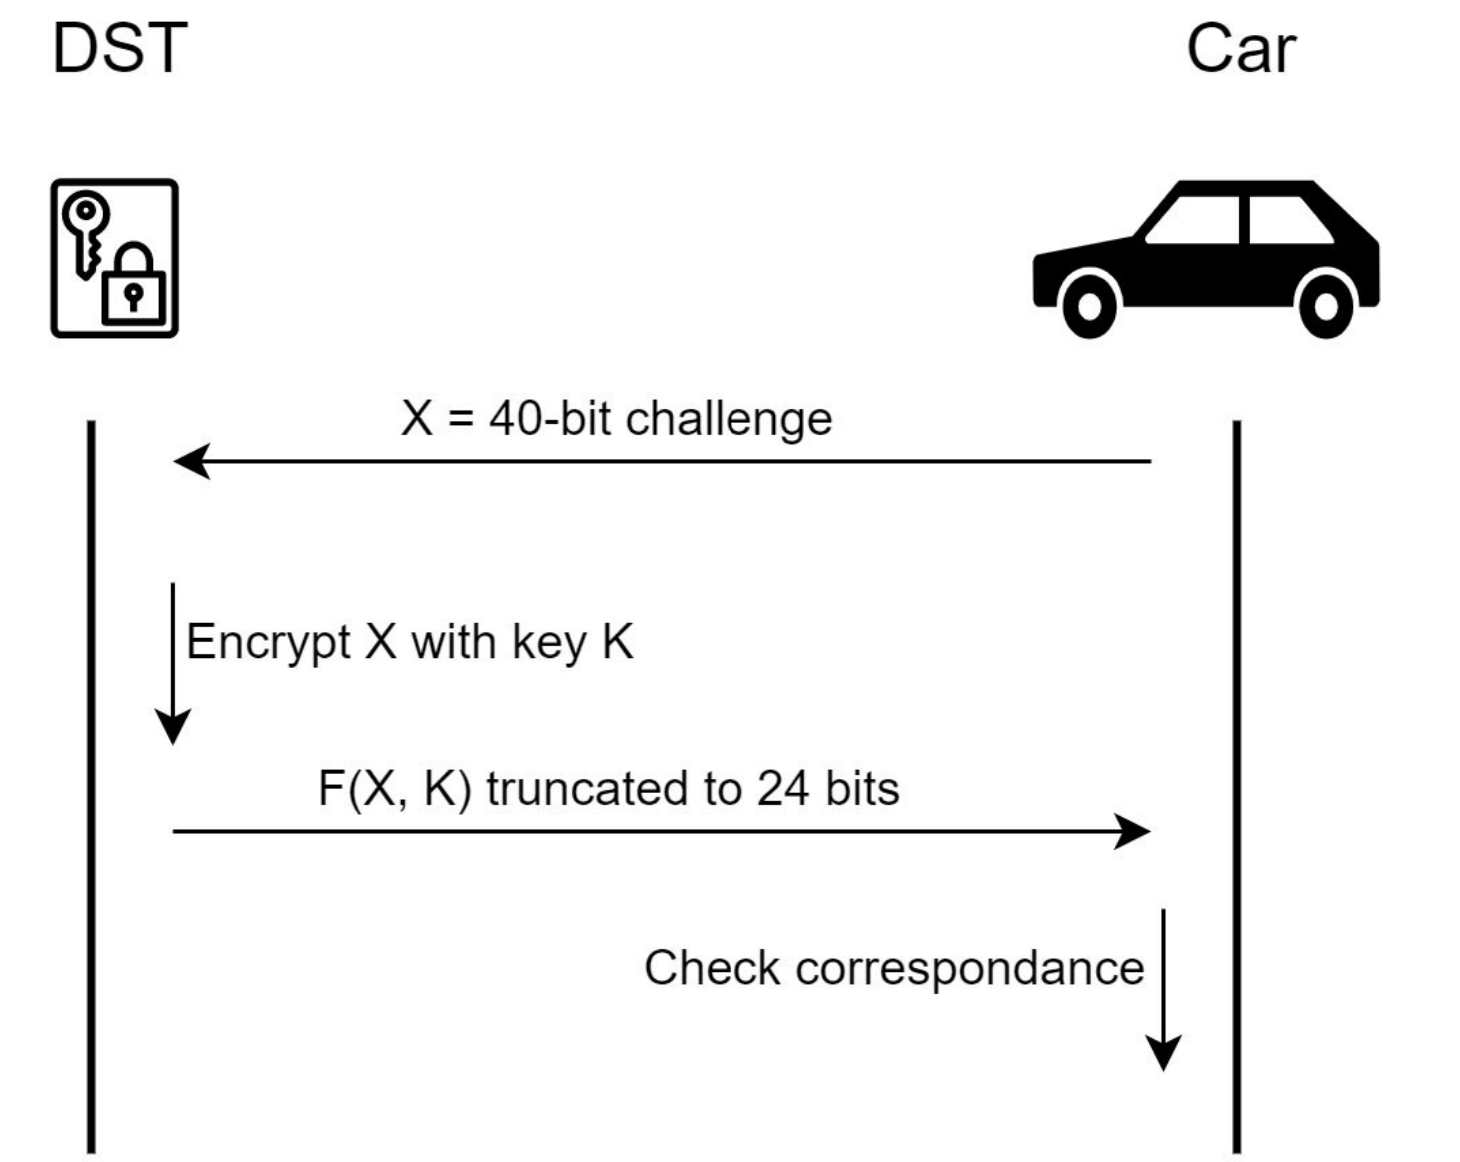 DST
Car
X = 40-bit challenge
Encrypt X with key K
F(X, K) truncated to 24 bits
Check correspondance